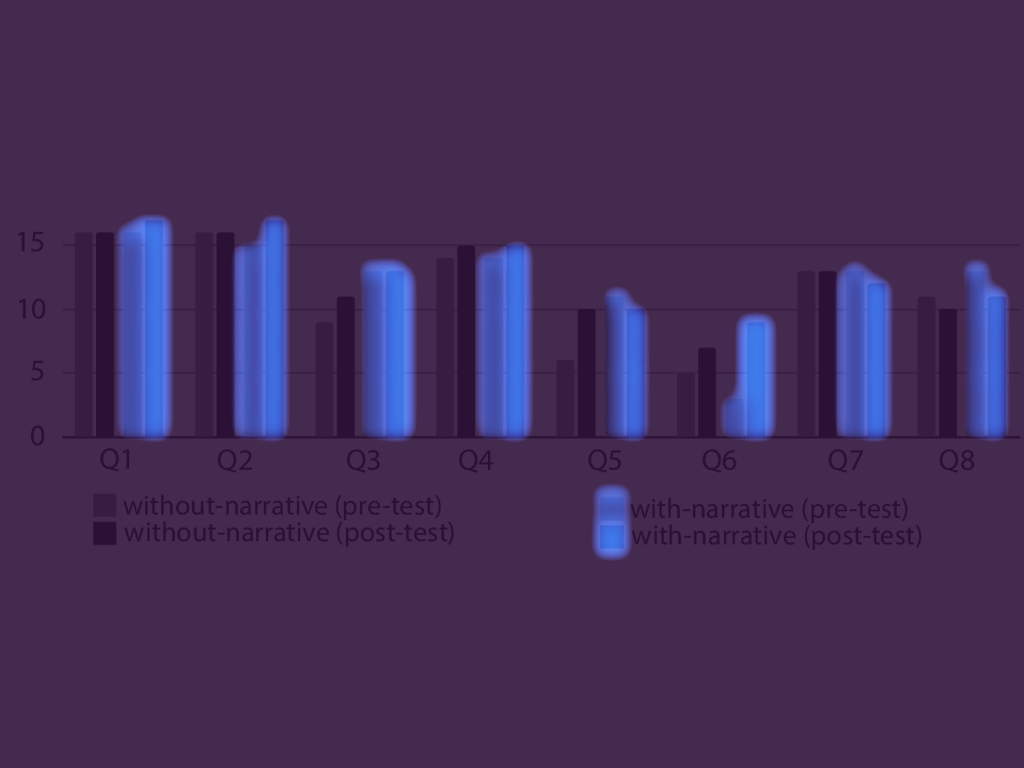 15
10
5
0
Q1 Q2 Q3 Q4 Q5 Q6 Q7 Q8
without-narrative (pre-test)
without-narrative (post-test)
with-narrative (pre-test)
with-narrative (post-test)